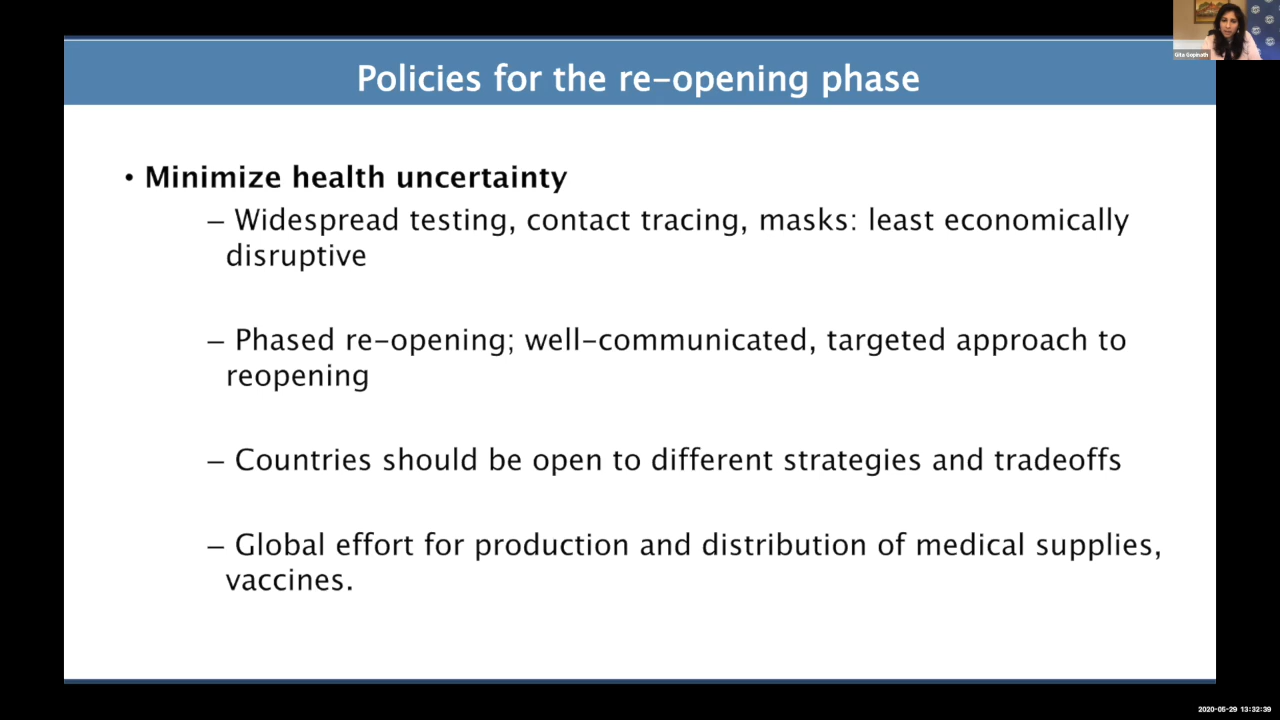 Policies for the re-opening phase
Gita Gopinath
• Minimize health uncertainty
– Widespread testing, contact tracing, masks: least economically
disruptive
– Phased re-opening; well-communicated, targeted approach to
reopening
– Countries should be open to different strategies and tradeoffs
– Global effort for production and distribution of medical supplies,
vaccines.
2020-05-29 13:32:39